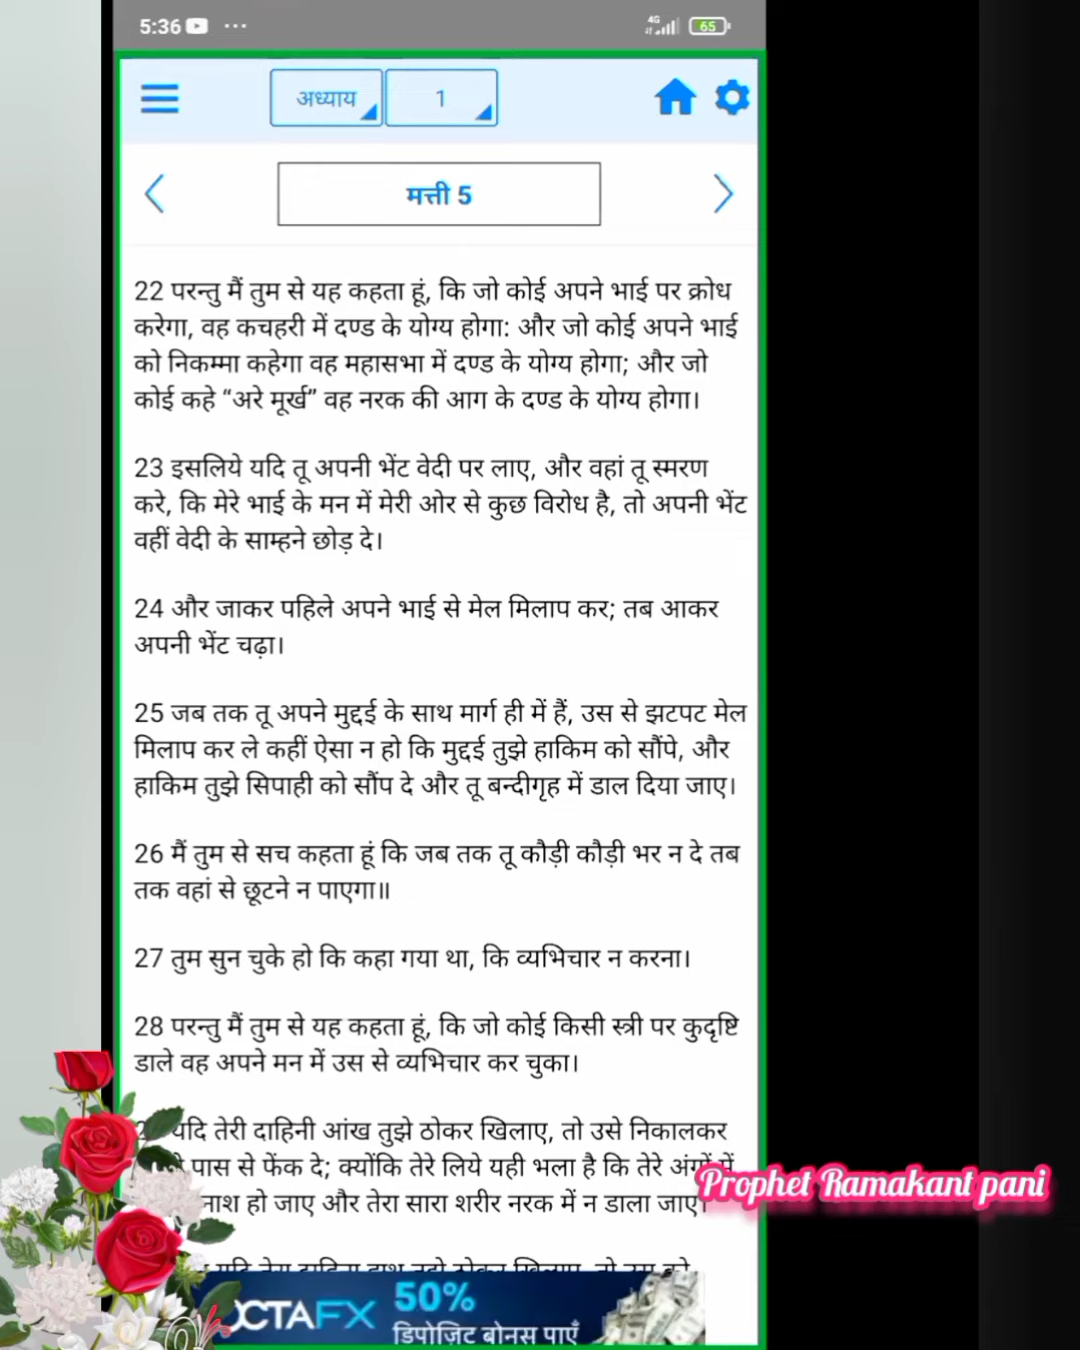 5:36
4G
65
अध्याय
1
मत्ती 5
22 परन्तु मैं तुम से यह कहता हूं, कि जो कोई अपने भाई पर क्रोध
करेगा, वह कचहरी में दण्ड के योग्य होगा: और जो कोई अपने भाई
को निकम्मा कहेगा वह महासभा में दण्ड के योग्य होगा; और जो
कोई कहे “अरे मूर्ख” वह नरक की आग के दण्ड के योग्य होगा।
23 इसलिये यदि तू अपनी भेंट वेदी पर लाए, और वहां तू स्मरण
करे, कि मेरे भाई के मन में मेरी ओर से कुछ विरोध है, तो अपनी भेंट
वहीं वेदी के साम्हने छोड़ दे।
24 और जाकर पहिले अपने भाई से मेल मिलाप कर; तब आकर
अपनी भेंट चढ़ा।
25 जब तक तू अपने मुद्दई के साथ मार्ग ही में हैं, उस से झटपट मेल
मिलाप कर ले कहीं ऐसा न हो कि मुद्दई तुझे हाकिम को सौंपे, और
हाकिम तुझे सिपाही को सौंप दे और तू बन्दीगृह में डाल दिया जाए।
26 मैं तुम से सच कहता हूं कि जब तक तू कौड़ी कौड़ी भर न दे तब
तक वहां से छूटने न पाएगा॥
27 तुम सुन चुके हो कि कहा गया था, कि व्यभिचार न करना।
28 परन्तु मैं तुम से यह कहता हूं, कि जो कोई किसी स्त्री पर कुदृष्टि
डाले वह अपने मन में उस से व्यभिचार कर चुका।
यदि तेरी दाहिनी आंख तुझे ठोकर खिलाए, तो उसे निकालकर
पास से फेंक दे; क्योंकि तेरे लिये यही भला है कि तेरे अंगों में
नाश हो जाए और तेरा सारा शरीर नरक में न डाला जाए।
Prophet Ramakant pani
OCTAFX
50%
डिपोज़िट बोनस पाएँ